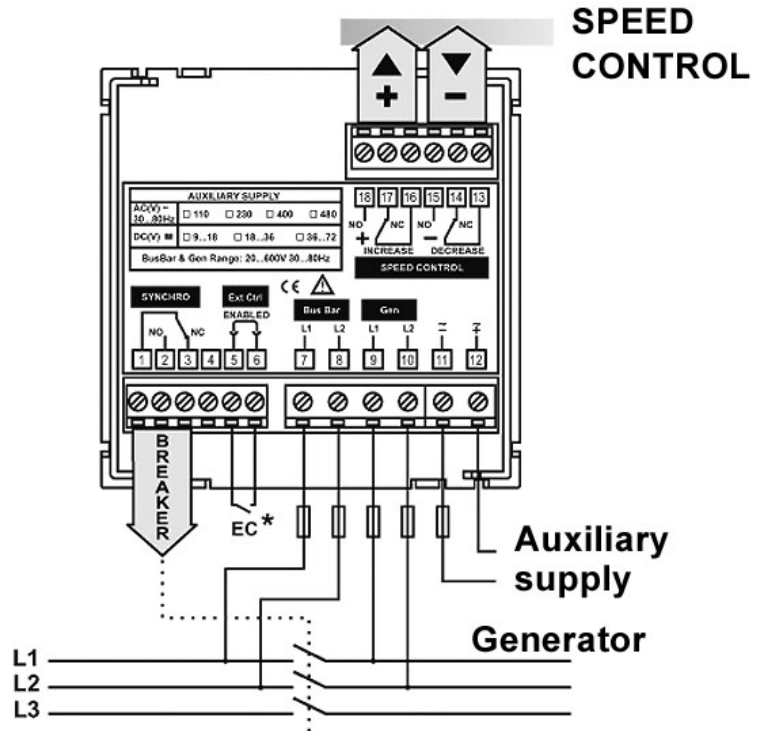 SPEED
CONTROL
+ -
AUXILIARY SUPPLY
AC(V) ~
30...80Hz
□ 110 □ 230 □ 400 □ 480
DC(V) □ 9...18 □ 18...36 □ 36...72
BusBar & Gen Range: 20...600V 30...80Hz
18 17 16 15 14 13
NO NC NO NC
+ -
INCREASE DECREASE
SPEED CONTROL
CE
SYNCHRO
Ext Ctrl
ENABLED
Bus Bar Gen
NO NC
L1 L2 L1 L2
1 2 3 4 5 6 7 8 9 10 11 12
BREAKER
EC*
Auxiliary
supply
Generator
L1
L2
L3